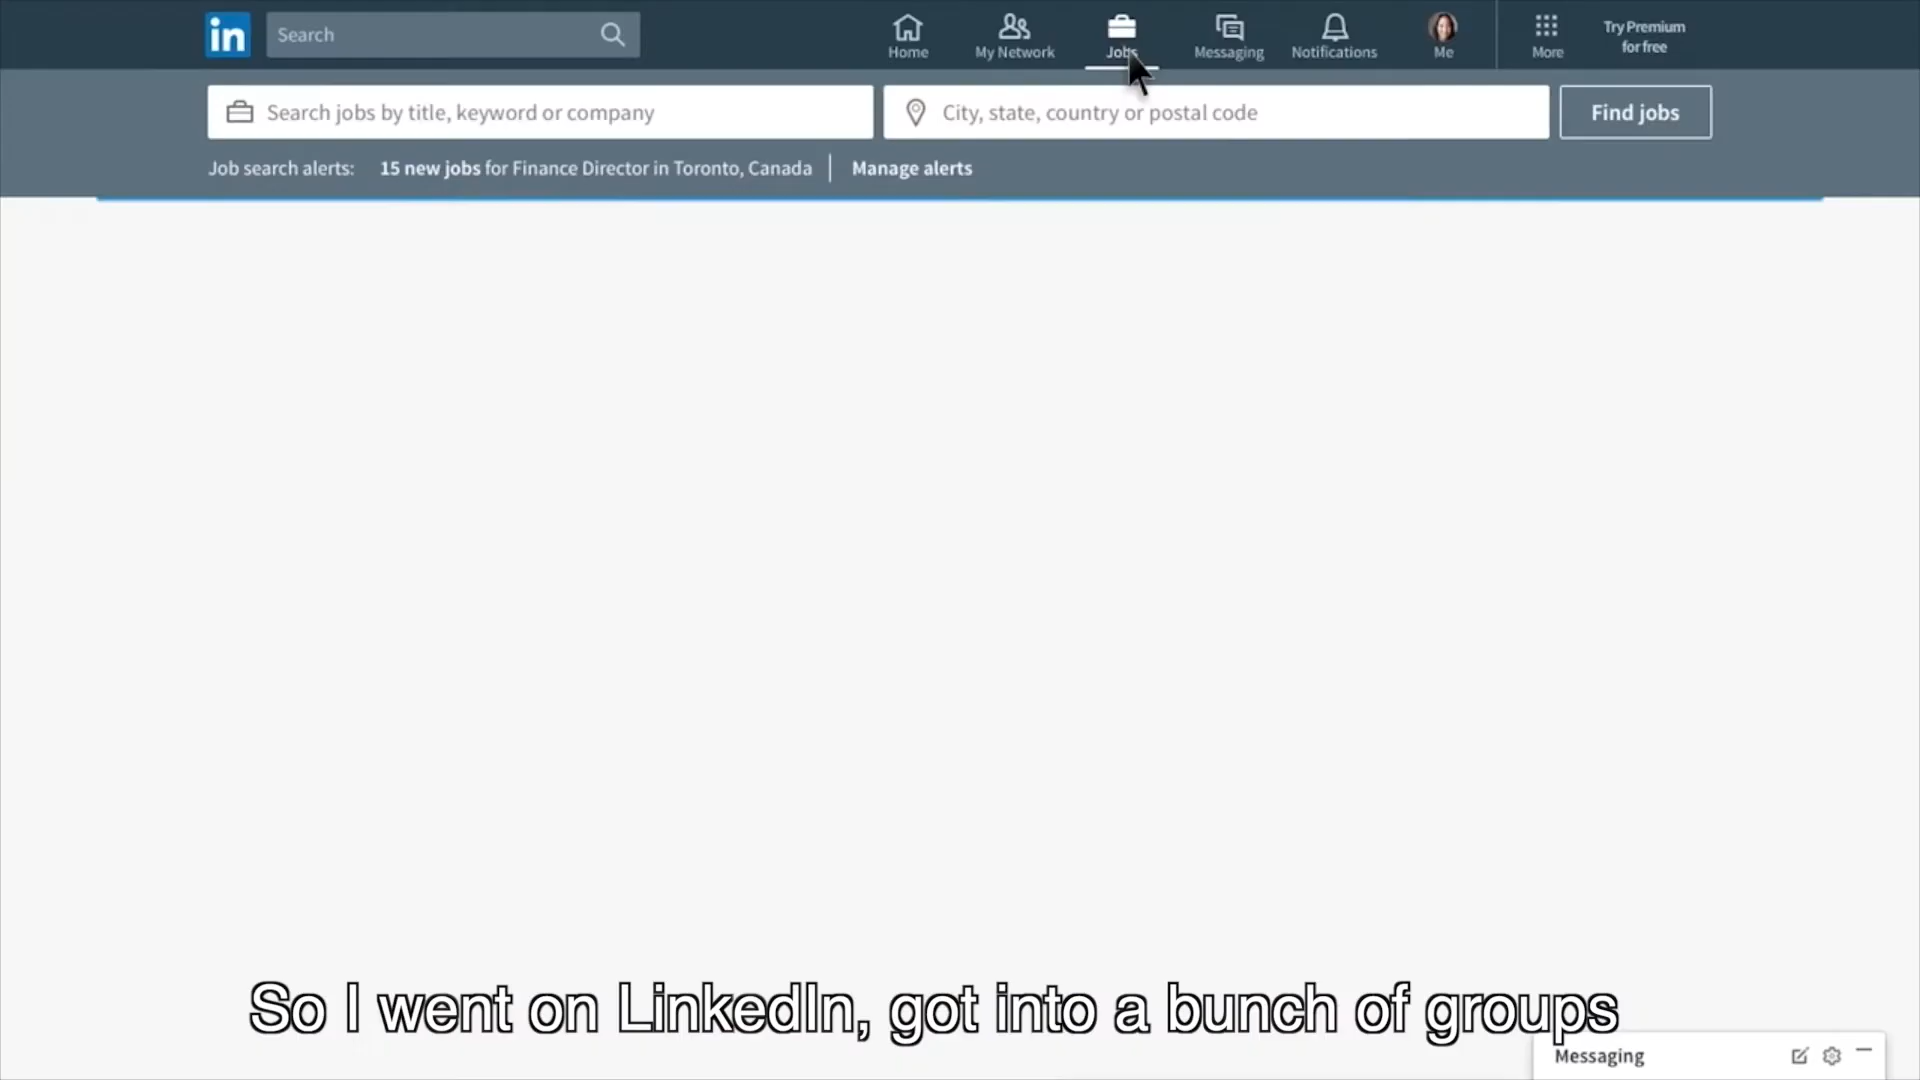 in
Search
Home
My Network
Jobs
Messaging
Notifications
Me
More
Try Premium
for free
Search jobs by title, keyword or company
City, state, country or postal code
Find jobs
Job search alerts: 15 new jobs for Finance Director in Toronto, Canada
Manage alerts
So I went on LinkedIn, got into a bunch of groups
Messaging